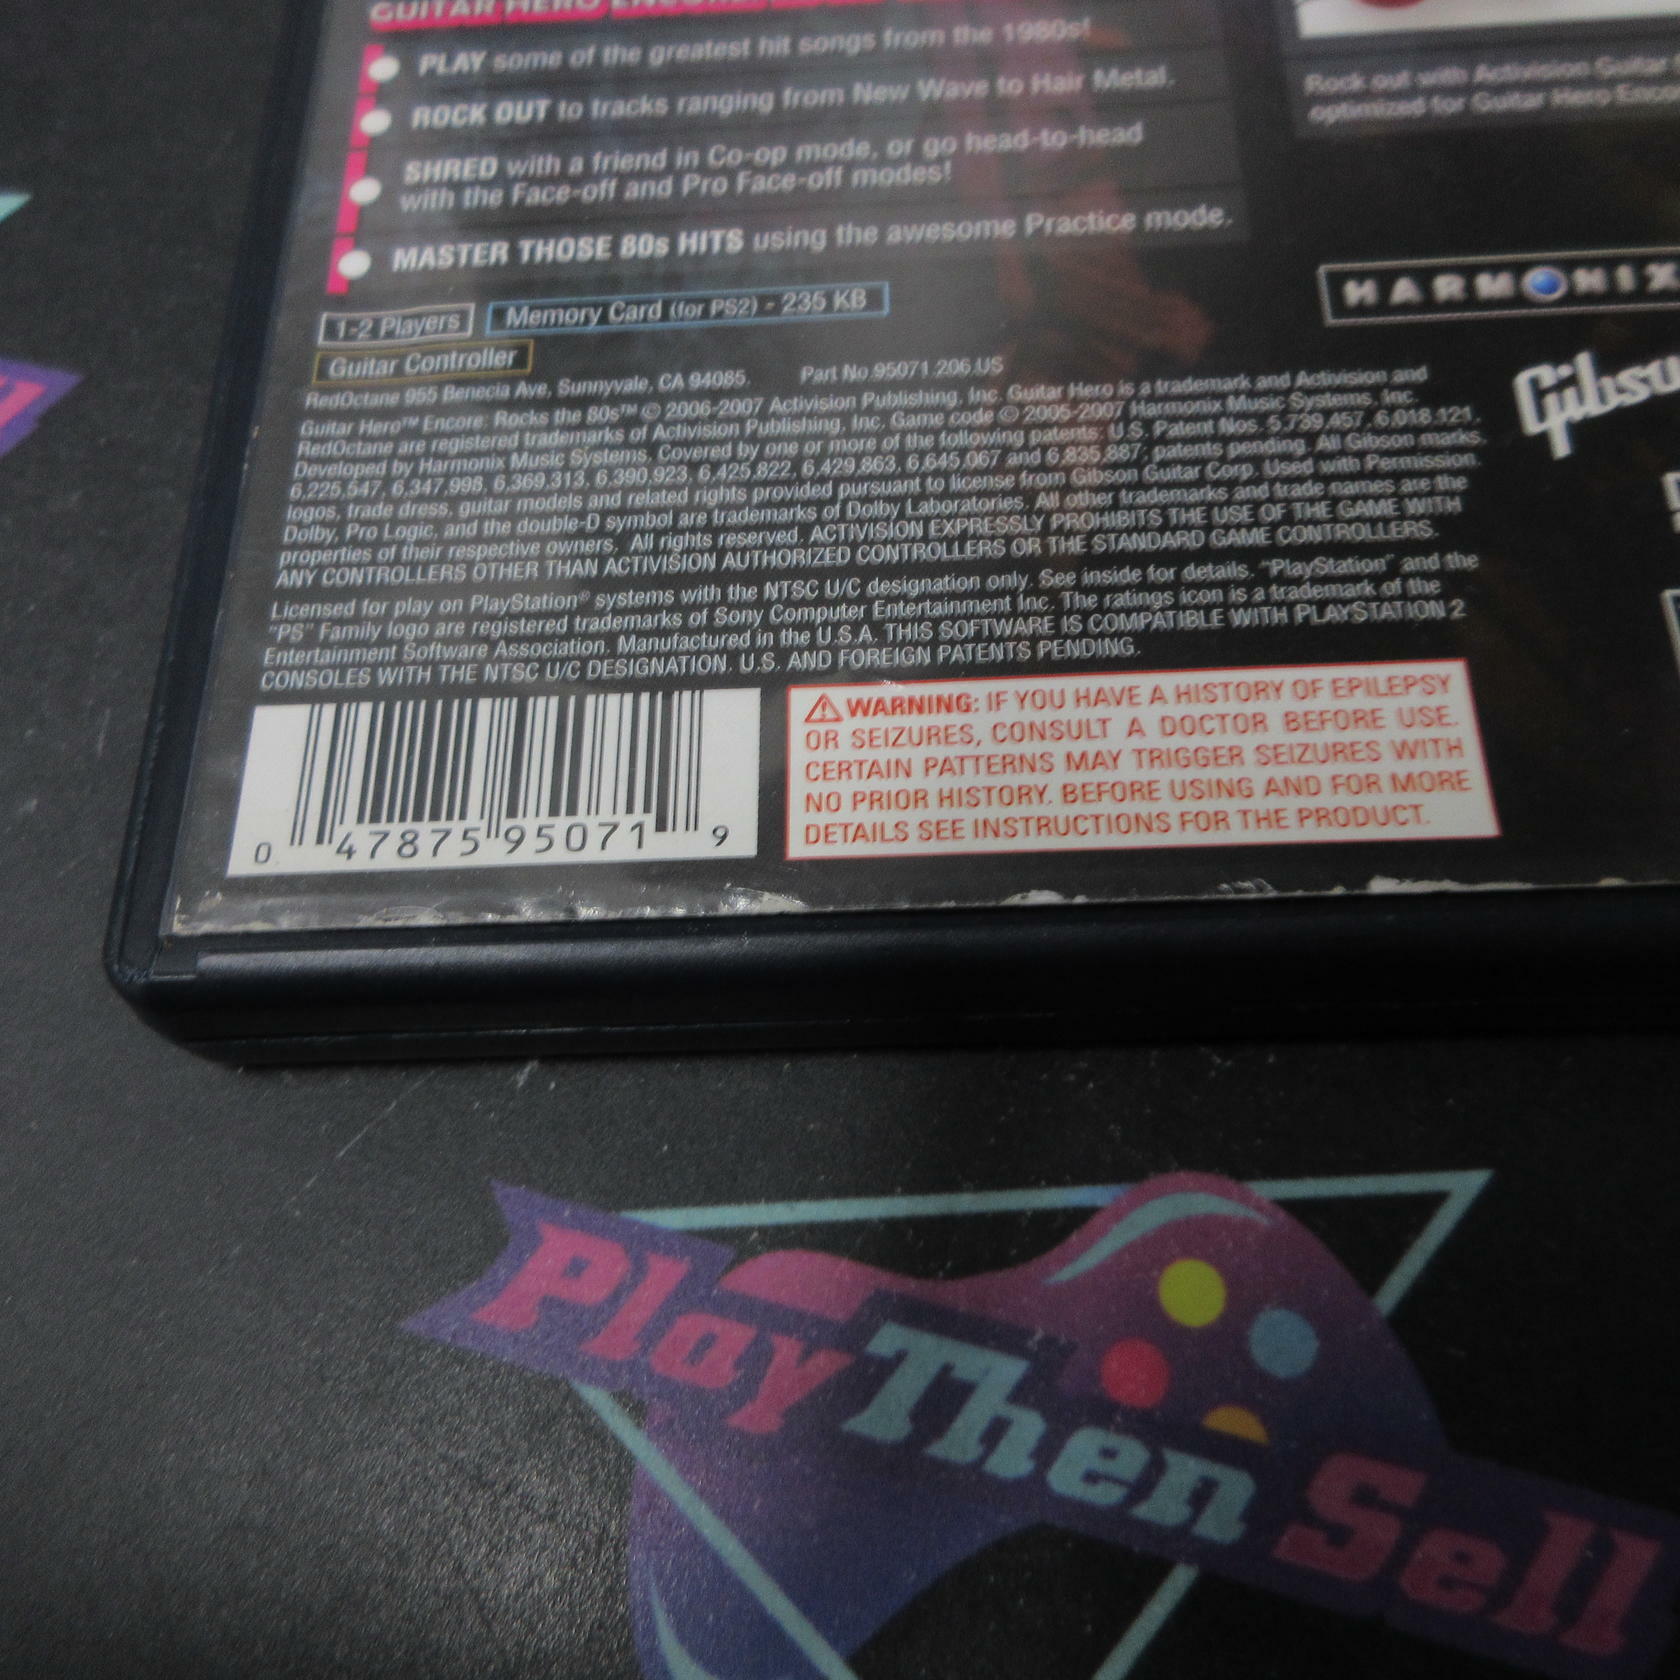 GUITAR HERO ENCORE
PLAY some of the greatest hit songs from the 1980s!
ROCK OUT to tracks ranging from New Wave to Hair Metal.
SHRED with a friend in Co-op mode, or go head-to-head
with the Face-off and Pro Face-off modes!
MASTER THOSE 80s HITS using the awesome Practice mode.
Rock out with Activision Guitar
optimized for Guitar Hero Enco
1-2 Players
Memory Card (for PS2) - 235 KB
Guitar Controller
HARMONIX
Gibso
RedOctane 955 Benecia Ave, Sunnyvale, CA 94085. Part No.95071.206.US
Guitar Hero™ Encore: Rocks the 80s™ © 2006-2007 Activision Publishing, Inc. Guitar Hero is a trademark and Activision and
RedOctane are registered trademarks of Activision Publishing, Inc. Game code © 2005-2007 Harmonix Music Systems, Inc.
Developed by Harmonix Music Systems. Covered by one or more of the following patents: U.S. Patent Nos. 5,739,457, 6,018,121,
6,225,547, 6,347,998, 6,369,313, 6,390,923, 6,425,822, 6,429,863, 6,645,067 and 6,835,887; patents pending. All Gibson marks,
logos, trade dress, guitar models and related rights provided pursuant to license from Gibson Guitar Corp. Used with Permission.
Dolby, Pro Logic, and the double-D symbol are trademarks of Dolby Laboratories. All other trademarks and trade names are the
properties of their respective owners. All rights reserved. ACTIVISION EXPRESSLY PROHIBITS THE USE OF THE GAME WITH
ANY CONTROLLERS OTHER THAN ACTIVISION AUTHORIZED CONTROLLERS OR THE STANDARD GAME CONTROLLERS.
Licensed for play on PlayStation® systems with the NTSC U/C designation only. See inside for details. "PlayStation" and the
"PS" Family logo are registered trademarks of Sony Computer Entertainment Inc. The ratings icon is a trademark of the
Entertainment Software Association. Manufactured in the U.S.A. THIS SOFTWARE IS COMPATIBLE WITH PLAYSTATION 2
CONSOLES WITH THE NTSC U/C DESIGNATION. U.S. AND FOREIGN PATENTS PENDING.
WARNING: IF YOU HAVE A HISTORY OF EPILEPSY
OR SEIZURES, CONSULT A DOCTOR BEFORE USE.
CERTAIN PATTERNS MAY TRIGGER SEIZURES WITH
NO PRIOR HISTORY. BEFORE USING AND FOR MORE
DETAILS SEE INSTRUCTIONS FOR THE PRODUCT.
0 47875 95071 9
Play Then Sell